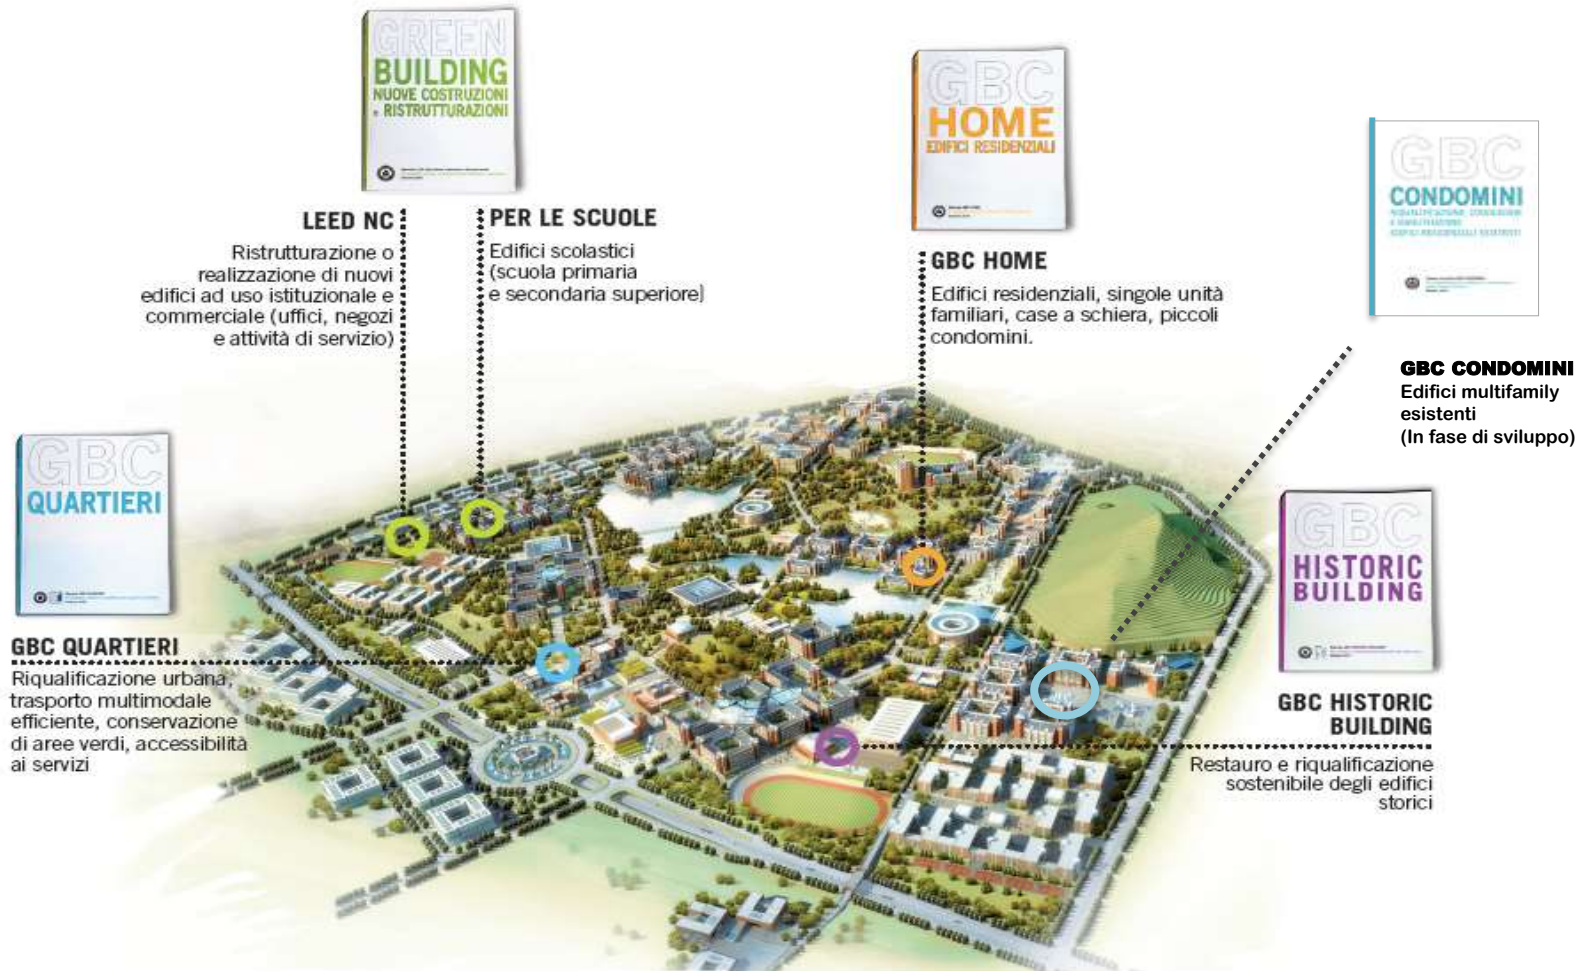 GREEN
BUILDING
NUOVE COSTRUZIONI
e RISTRUTTURAZIONI
LEED NC
Ristrutturazione o
realizzazione di nuovi
edifici ad uso istituzionale e
commerciale (uffici, negozi
e attività di servizio)
PER LE SCUOLE
Edifici scolastici
(scuola primaria
e secondaria superiore)
GBC
HOME
EDIFICI RESIDENZIALI
GBC HOME
Edifici residenziali, singole unità
familiari, case a schiera, piccoli
condomini.
GBC
CONDOMINI
EDIFICI RESIDENZIALI ESISTENTI
GBC CONDOMINI
Edifici multifamily
esistenti
(In fase di sviluppo)
GBC
QUARTIERI
GBC QUARTIERI
Riqualificazione urbana,
trasporto multimodale
efficiente, conservazione
di aree verdi, accessibilità
ai servizi
GBC
HISTORIC
BUILDING
GBC HISTORIC
BUILDING
Restauro e riqualificazione
sostenibile degli edifici
storici